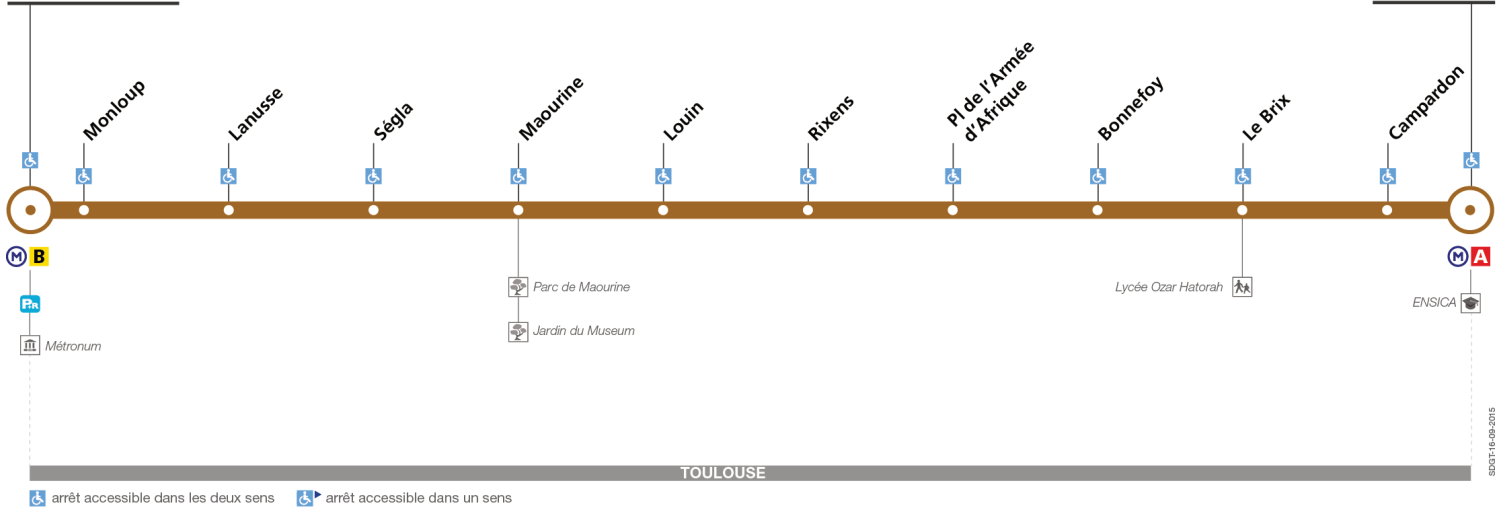 Monloup
Lanusse
Ségla
Maourine
Louin
Rixens
Pl de l'Armée
d'Afrique
Bonnefoy
Le Brix
Campardon
M B
M A
P+R
Métronum
Parc de Maourine
Jardin du Museum
Lycée Ozar Hatorah
ENSICA
TOULOUSE
arrêt accessible dans les deux sens
arrêt accessible dans un sens
SDGT-16-09-2015